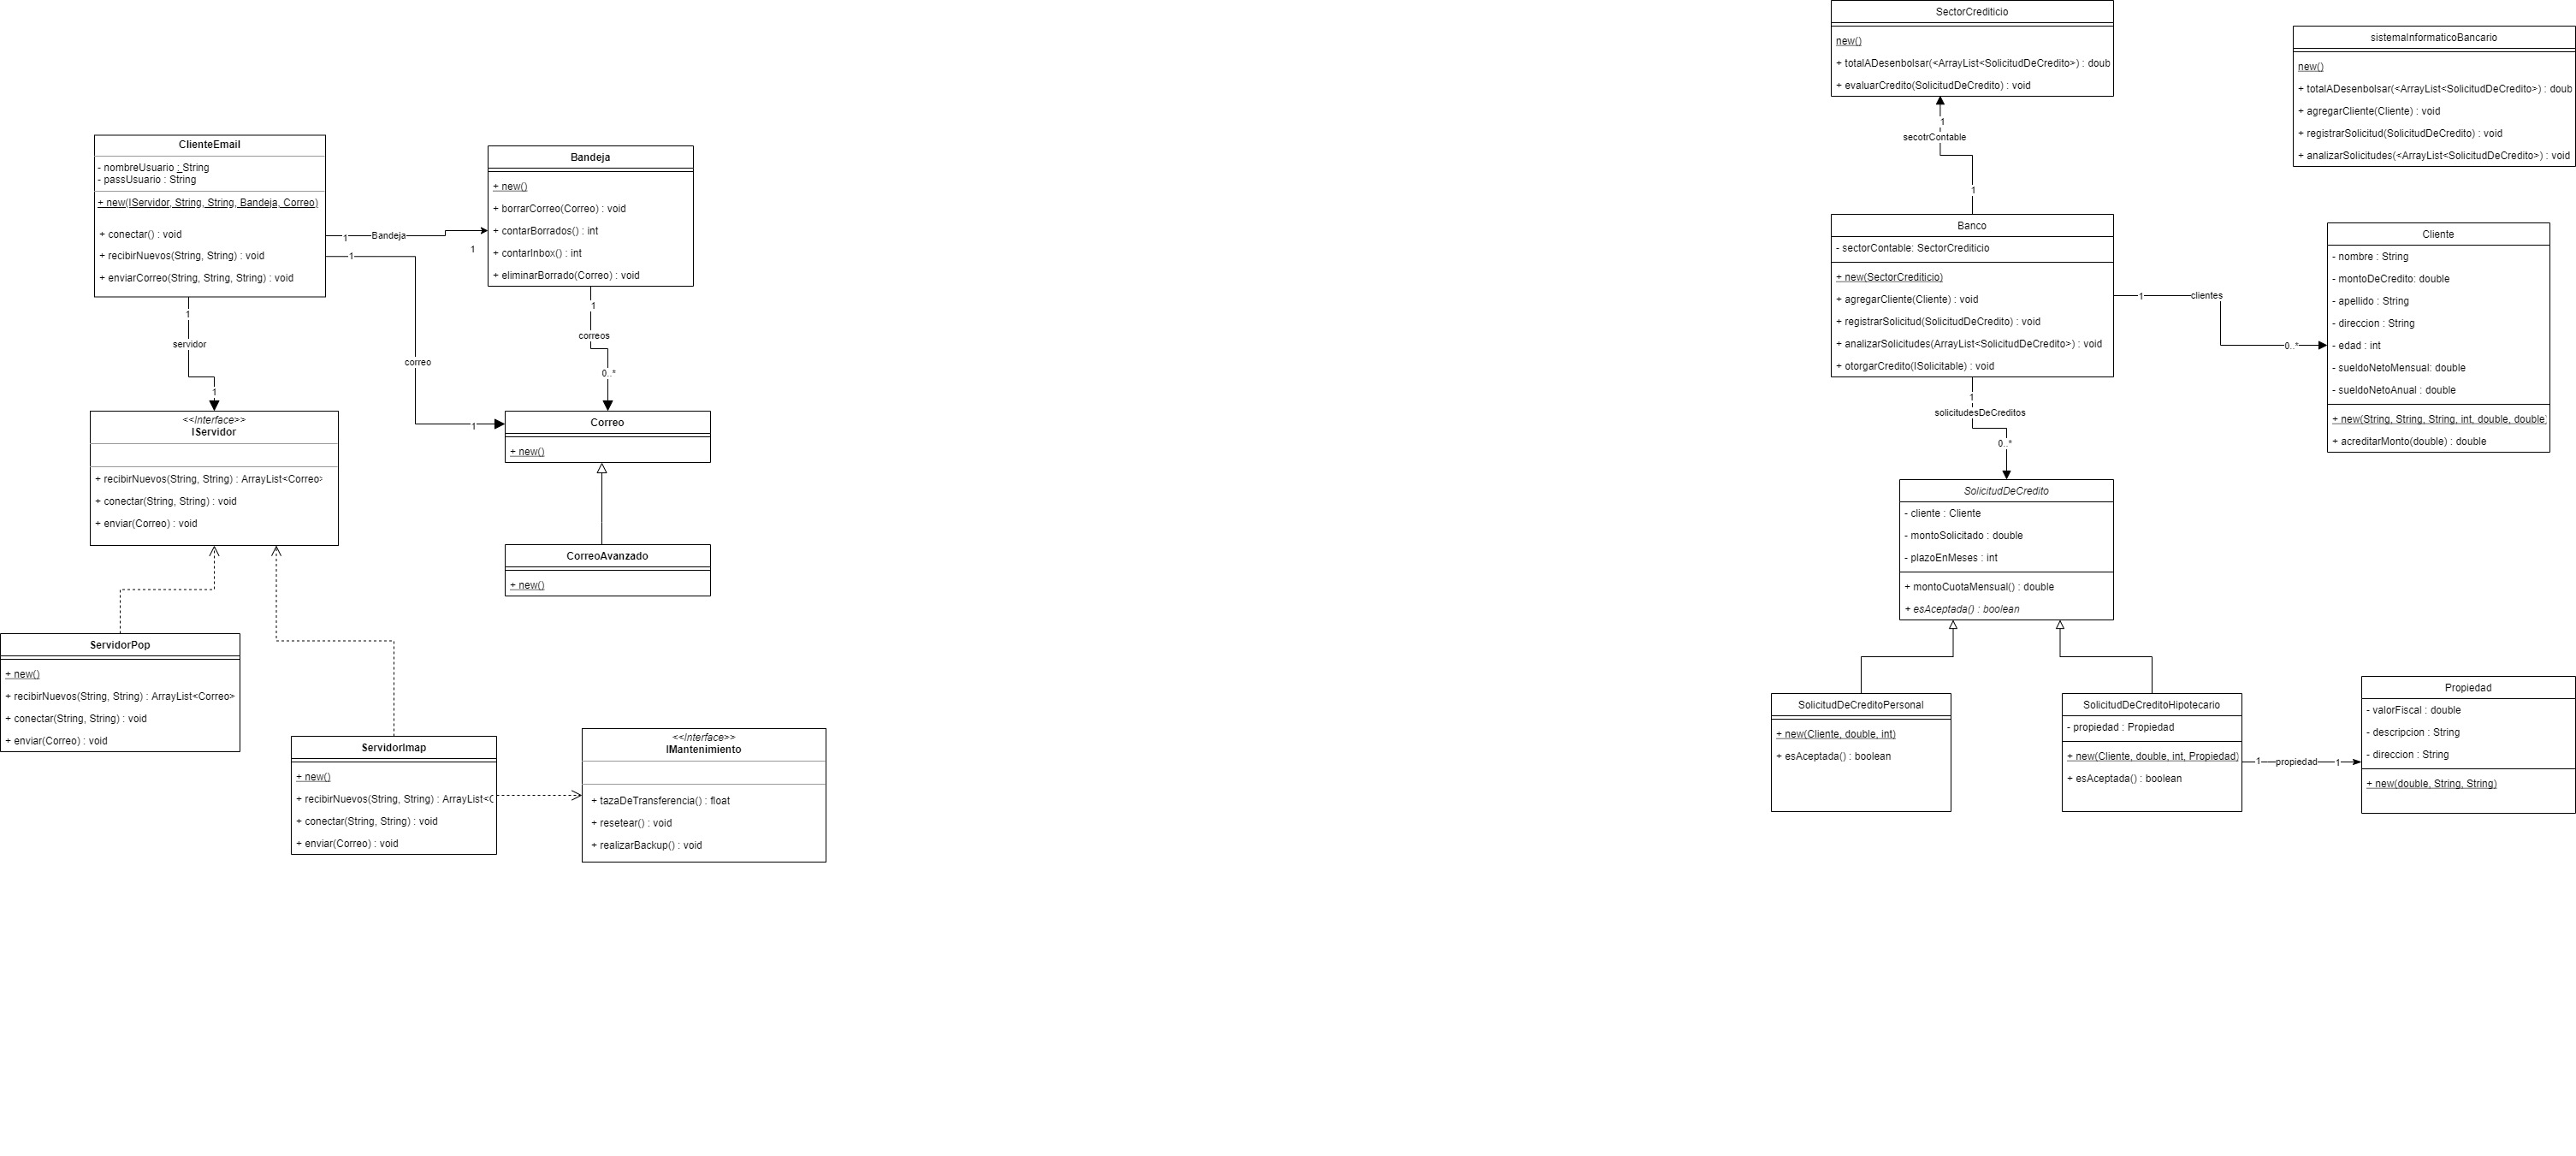 ClienteEmail
- nombreUsuario : String
- passUsuario : String
+ new(IServidor, String, String, Bandeja, Correo)
+ conectar() : void
+ recibirNuevos(String, String) : void
+ enviarCorreo(String, String, String) : void
1
Bandeja
1
1
correo
1
1
servidor
1
Bandeja
+ new()
+ borrarCorreo(Correo) : void
+ contarBorrados() : int
+ contarInbox() : int
+ eliminarBorrado(Correo) : void
1
correos
0..*
Correo
+ new()
CorreoAvanzado
+ new()
<<Interface>>
IServidor
+ recibirNuevos(String, String) : ArrayList<Correo>
+ conectar(String, String) : void
+ enviar(Correo) : void
ServidorPop
+ new()
+ recibirNuevos(String, String) : ArrayList<Correo>
+ conectar(String, String) : void
+ enviar(Correo) : void
ServidorImap
+ new()
+ recibirNuevos(String, String) : ArrayList<C
+ conectar(String, String) : void
+ enviar(Correo) : void
<<Interface>>
IMantenimiento
+ tazaDeTransferencia() : float
+ resetear() : void
+ realizarBackup() : void
SectorCrediticio
new()
+ totalADesenbolsar(<ArrayList<SolicitudDeCredito>) : doub
+ evaluarCredito(SolicitudDeCredito) : void
1
secotrContable
1
sistemaInformaticoBancario
new()
+ totalADesenbolsar(<ArrayList<SolicitudDeCredito>) : doub
+ agregarCliente(Cliente) : void
+ registrarSolicitud(SolicitudDeCredito) : void
+ analizarSolicitudes(<ArrayList<SolicitudDeCredito>) : void
Banco
- sectorContable: SectorCrediticio
+ new(SectorCrediticio)
+ agregarCliente(Cliente) : void
+ registrarSolicitud(SolicitudDeCredito) : void
+ analizarSolicitudes(ArrayList<SolicitudDeCredito>) : void
+ otorgarCredito(ISolicitable) : void
1
clientes
0..*
Cliente
- nombre : String
- montoDeCredito: double
- apellido : String
- direccion : String
- edad : int
- sueldoNetoMensual: double
- sueldoNetoAnual : double
+ new(String, String, String, int, double, double)
+ acreditarMonto(double) : double
1
solicitudesDeCreditos
0..*
SolicitudDeCredito
- cliente : Cliente
- montoSolicitado : double
- plazoEnMeses : int
+ montoCuotaMensual() : double
+ esAceptada() : boolean
SolicitudDeCreditoPersonal
+ new(Cliente, double, int)
+ esAceptada() : boolean
SolicitudDeCreditoHipotecario
- propiedad : Propiedad
+ new(Cliente, double, int, Propiedad)
+ esAceptada() : boolean
1
propiedad
1
Propiedad
- valorFiscal : double
- descripcion : String
- direccion : String
+ new(double, String, String)